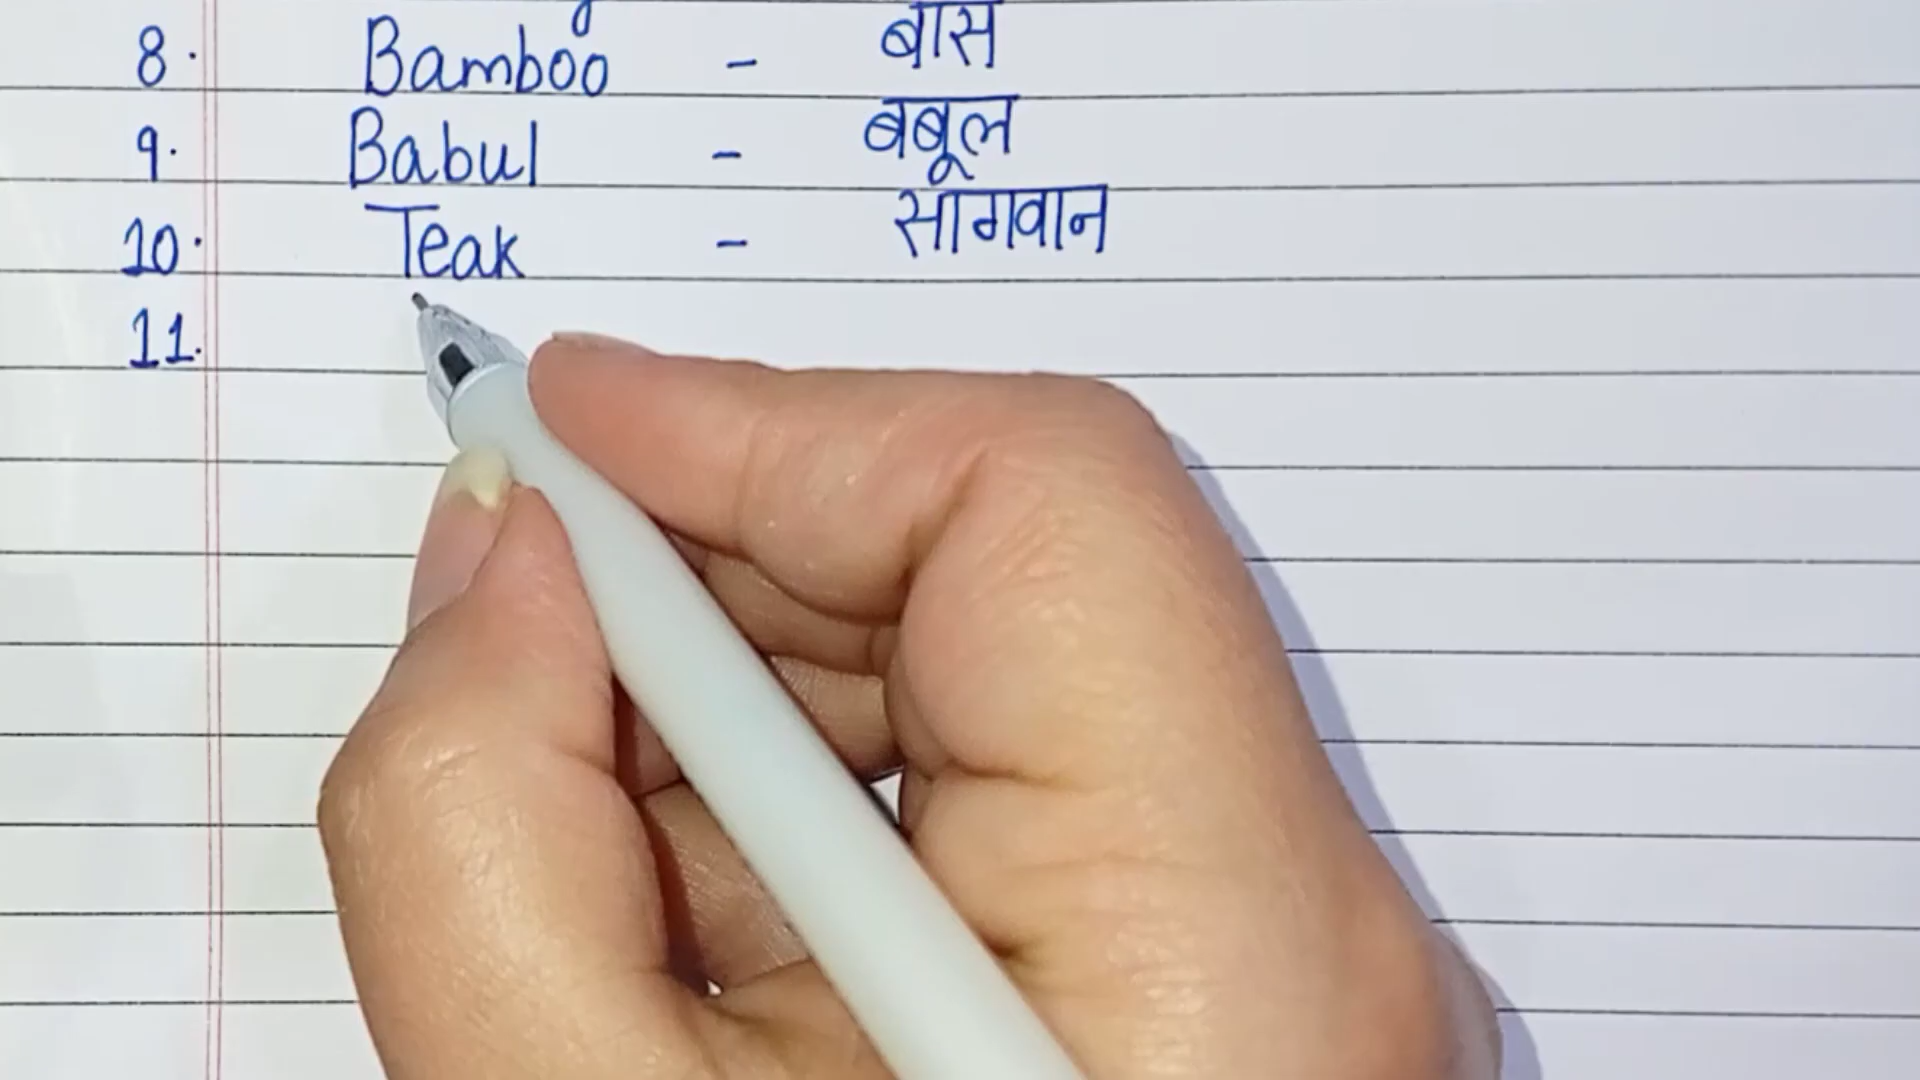 8. Bamboo - बास
9. Babul - बबूल
10. Teak - सागवान
11.